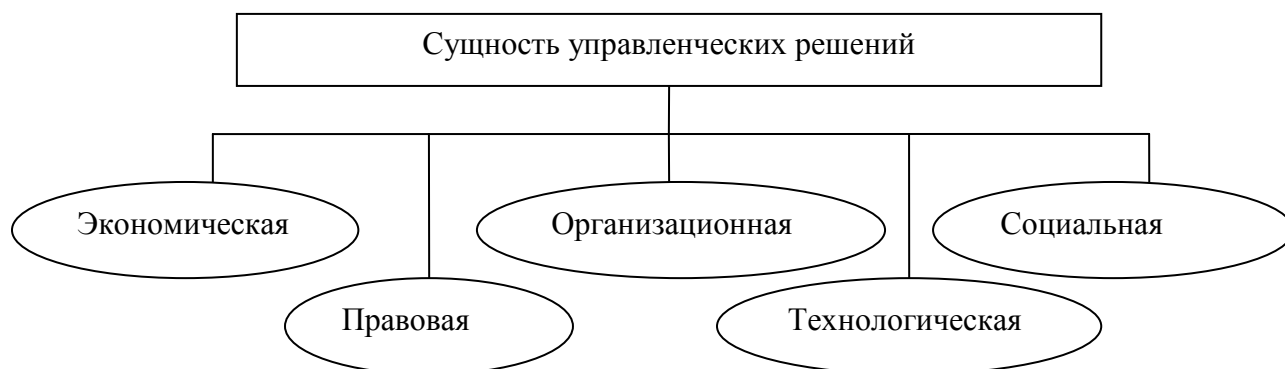 Сущность управленческих решений
Экономическая
Организационная
Социальная
Правовая
Технологическая